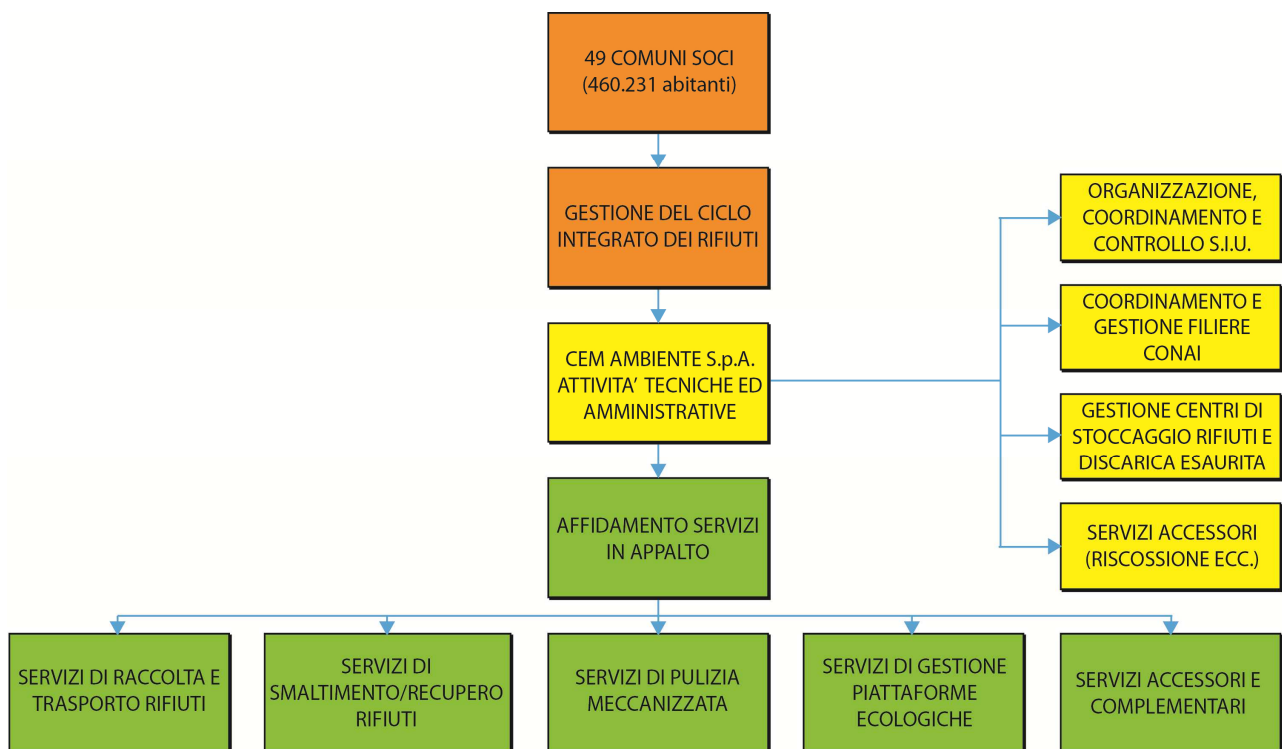 49 COMUNI SOCI
(460.231 abitanti)
GESTIONE DEL CICLO
INTEGRATO DEI RIFIUTI
CEM AMBIENTE S.p.A.
ATTIVITA' TECNICHE ED
AMMINISTRATIVE
ORGANIZZAZIONE,
COORDINAMENTO E
CONTROLLO S.I.U.
COORDINAMENTO E
GESTIONE FILIERE
CONAI
GESTIONE CENTRI DI
STOCCAGGIO RIFIUTI E
DISCARICA ESAURITA
SERVIZI ACCESSORI
(RISCOSSIONE ECC.)
AFFIDAMENTO SERVIZI
IN APPALTO
SERVIZI DI RACCOLTA E
TRASPORTO RIFIUTI
SERVIZI DI
SMALTIMENTO/RECUPERO
RIFIUTI
SERVIZI DI PULIZIA
MECCANIZZATA
SERVIZI DI GESTIONE
PIATTAFORME
ECOLOGICHE
SERVIZI ACCESSORI E
COMPLEMENTARI